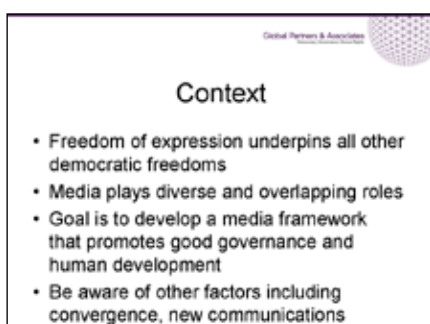 Global Partners & Associates
Context
• Freedom of expression underpins all other
democratic freedoms
• Media plays diverse and overlapping roles
• Goal is to develop a media framework
that promotes good governance and
human development
• Be aware of other factors including
convergence, new communications